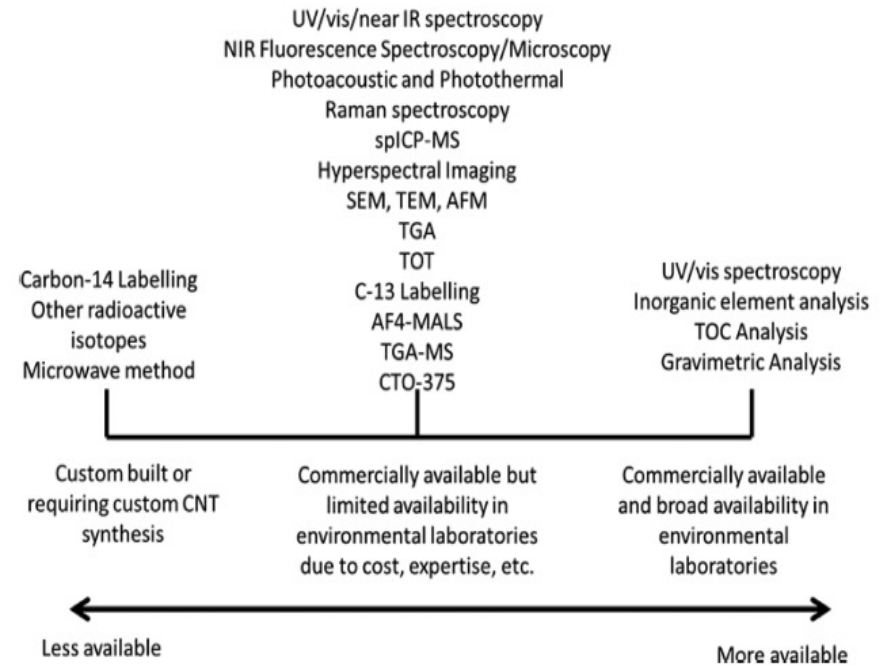 UV/vis/near IR spectroscopy
NIR Fluorescence Spectroscopy/Microscopy
Photoacoustic and Photothermal
Raman spectroscopy
spICP-MS
Hyperspectral Imaging
SEM, TEM, AFM
TGA
TOT
C-13 Labelling
AF4-MALS
TGA-MS
CTO-375
Carbon-14 Labelling
Other radioactive
isotopes
Microwave method
UV/vis spectroscopy
Inorganic element analysis
TOC Analysis
Gravimetric Analysis
Custom built or
requiring custom CNT
synthesis
Commercially available but
limited availability in
environmental laboratories
due to cost, expertise, etc.
Commercially available
and broad availability in
environmental
laboratories
Less available
More available